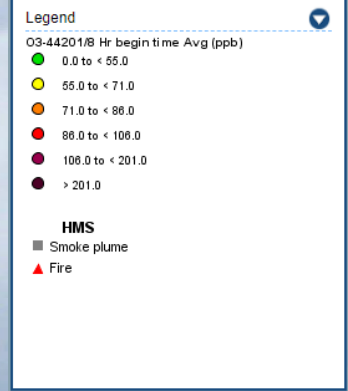 Legend
O3-44201/8 Hr begin time Avg (ppb)
0.0 to < 55.0
55.0 to < 71.0
71.0 to < 86.0
86.0 to < 106.0
106.0 to < 201.0
> 201.0
HMS
Smoke plume
Fire